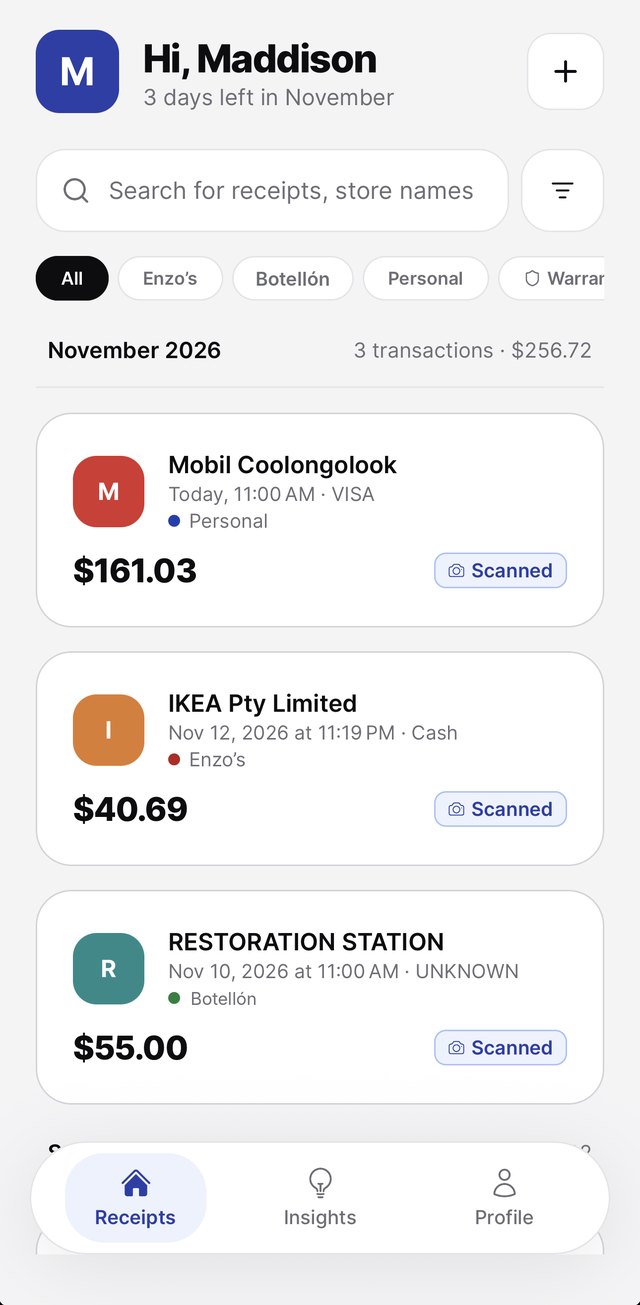 M
Hi, Maddison
3 days left in November
Search for receipts, store names
All
Enzo’s
Botellón
Personal
Warrar
November 2026
3 transactions · $256.72
M
Mobil Coolongolook
Today, 11:00 AM · VISA
Personal
$161.03
Scanned
I
IKEA Pty Limited
Nov 12, 2026 at 11:19 PM · Cash
Enzo’s
$40.69
Scanned
R
RESTORATION STATION
Nov 10, 2026 at 11:00 AM · UNKNOWN
Botellón
$55.00
Scanned
Receipts
Insights
Profile